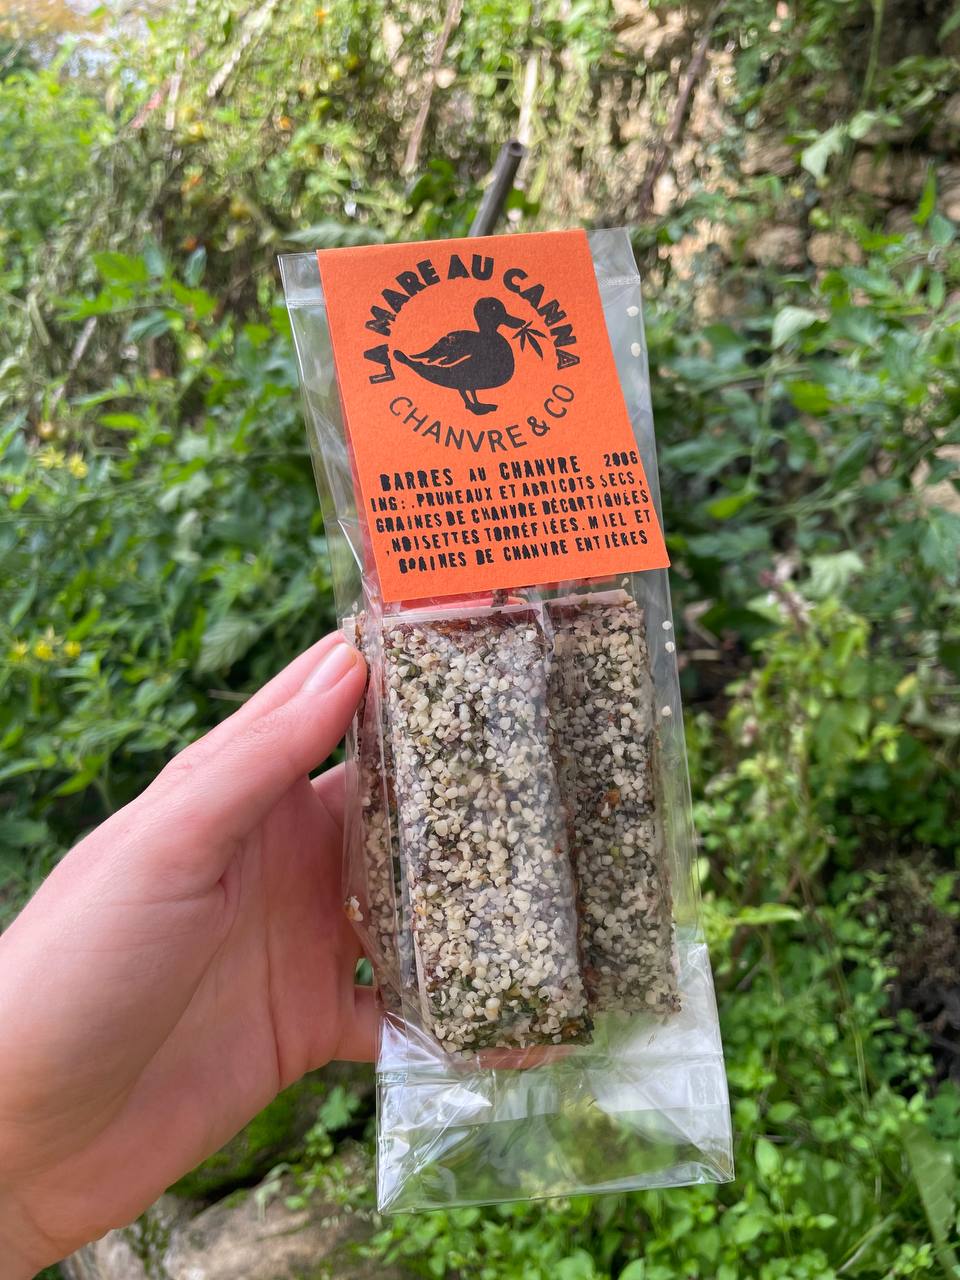 LA MARE AU CANNA
CHANVRE & CO
BARRES AU CHANVRE 200G
ING: .PRUNEAUX ET ABRICOTS SECS,
GRAINES DE CHANVRE DÉCORTIQUÉES
,NOISETTES TORRÉFIÉES. MIEL ET
GRAINES DE CHANVRE ENTIÈRES